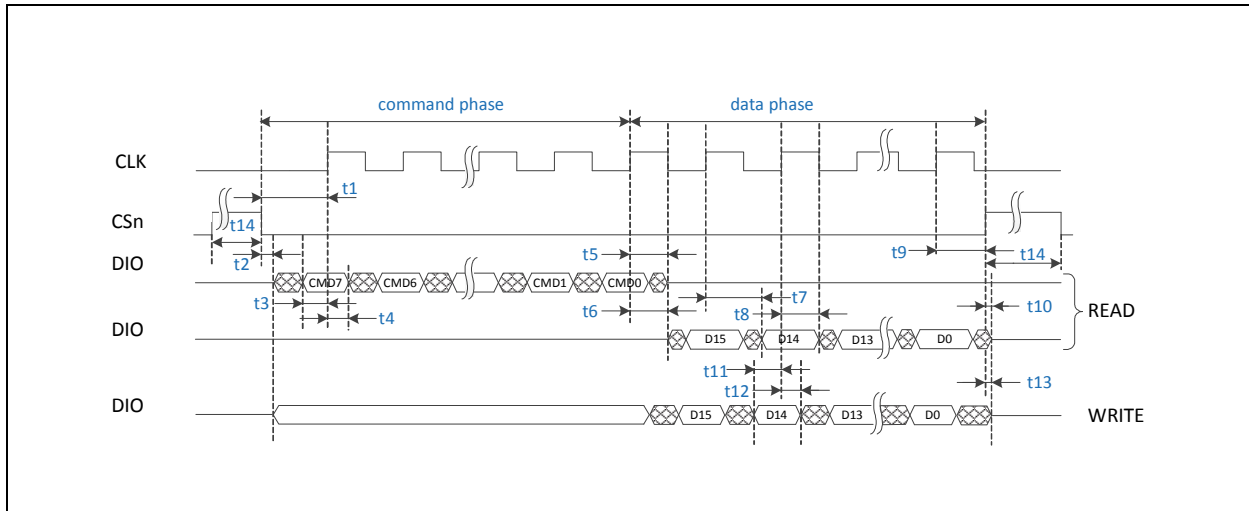 command phase data phase
CLK
t1
CSn
t14
t2
t5
t9
t14
DIO
CMD7 CMD6 CMD1 CMD0
t3
t4
t6
t7
t8
t10
READ
DIO
D15 D14 D13 D0
t11
t12
t13
DIO
D15 D14 D13 D0
WRITE